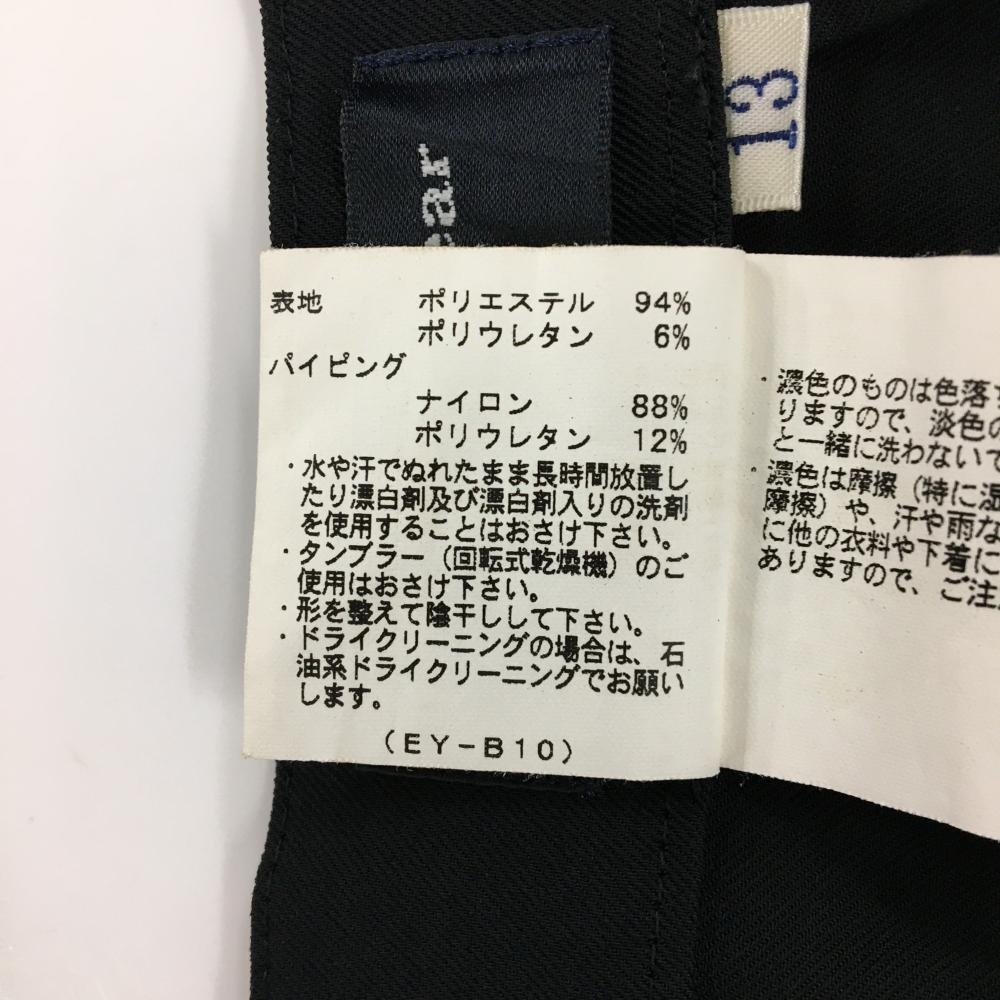 ear
13
表地 ポリエステル 94%
ポリウレタン 6%
パイピング
ナイロン 88%
ポリウレタン 12%
・水や汗でぬれたまま長時間放置し
たり漂白剤及び漂白剤入りの洗剤
を使用することはおさけ下さい。
・タンブラー(回転式乾燥機)のご
使用はおさけ下さい。
・形を整えて陰干しして下さい。
・ドライクリーニングの場合は、石
油系ドライクリーニングでお願い
します。
(EY-B10)
・濃色のものは色落ち
りますので、淡色の
と一緒に洗わないで
・濃色は摩擦(特に湿
摩擦)や、汗や雨な
に他の衣料や下着に
ありますので、ご注